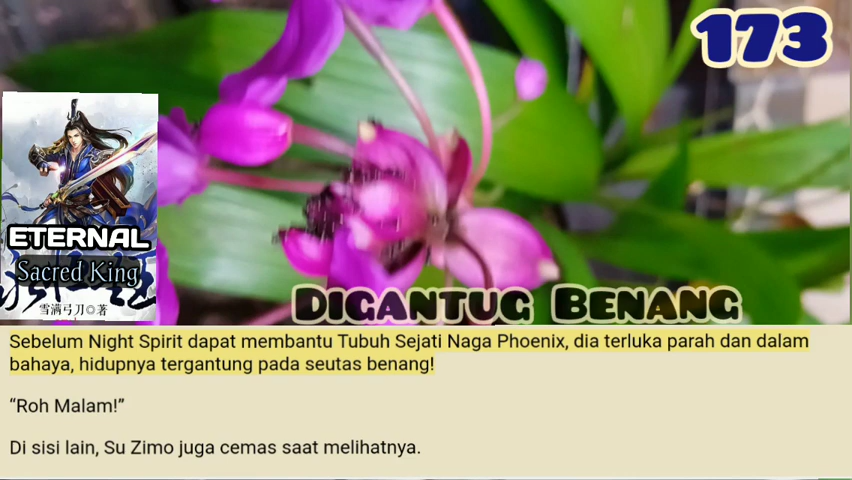 173
ETERNAL
Sacred King
雪满弓刀◎著
DIGANTUG BENANG
Sebelum Night Spirit dapat membantu Tubuh Sejati Naga Phoenix, dia terluka parah dan dalam
bahaya, hidupnya tergantung pada seutas benang!
“Roh Malam!”
Di sisi lain, Su Zimo juga cemas saat melihatnya.